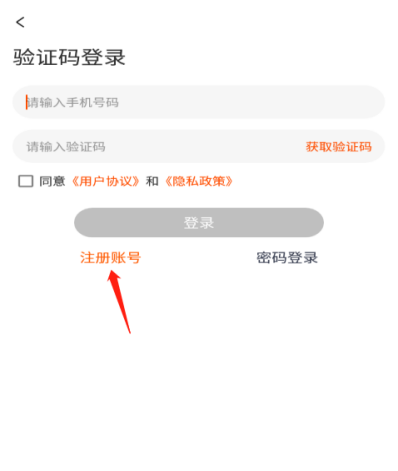 验证码登录
请输入手机号码
请输入验证码 获取验证码
同意《用户协议》和《隐私政策》
登录
注册账号 密码登录